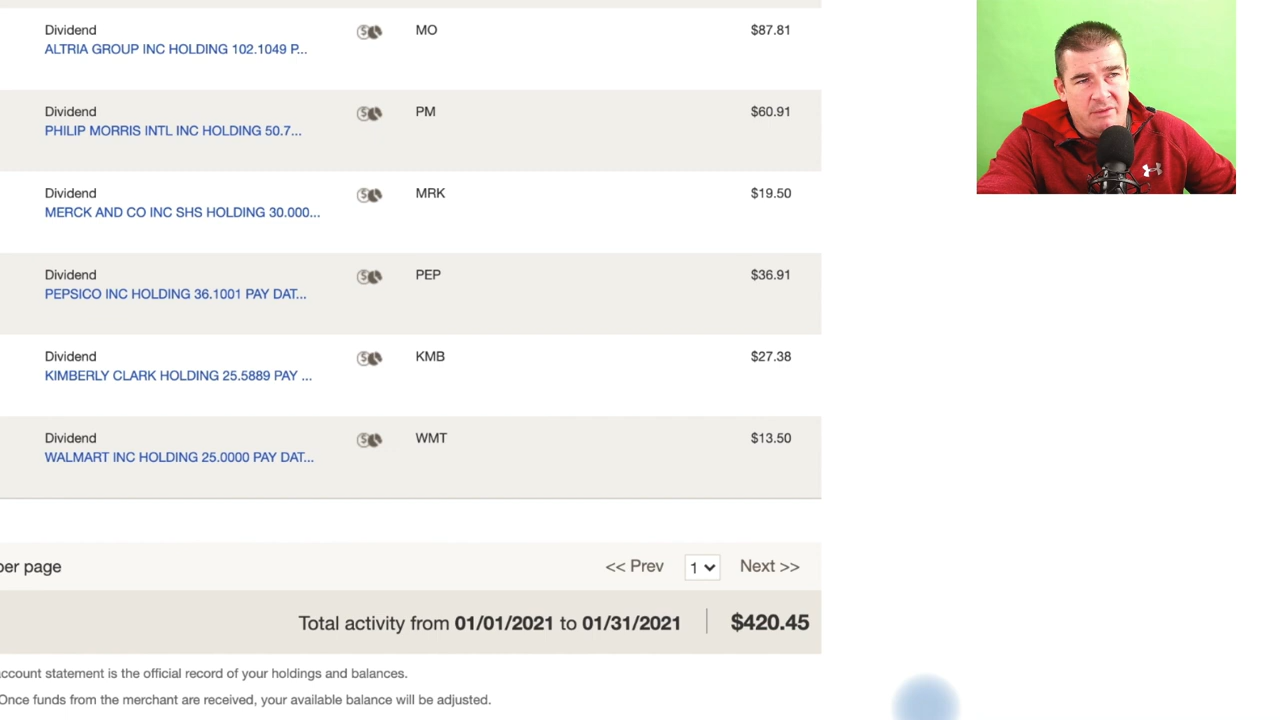 Dividend MO $87.81
ALTRIA GROUP INC HOLDING 102.1049 P...
Dividend PM $60.91
PHILIP MORRIS INTL INC HOLDING 50.7...
Dividend MRK $19.50
MERCK AND CO INC SHS HOLDING 30.000...
Dividend PEP $36.91
PEPSICO INC HOLDING 36.1001 PAY DAT...
Dividend KMB $27.38
KIMBERLY CLARK HOLDING 25.5889 PAY ...
Dividend WMT $13.50
WALMART INC HOLDING 25.0000 PAY DAT...
per page << Prev 1 Next >>
Total activity from 01/01/2021 to 01/31/2021 $420.45
account statement is the official record of your holdings and balances.
Once funds from the merchant are received, your available balance will be adjusted.